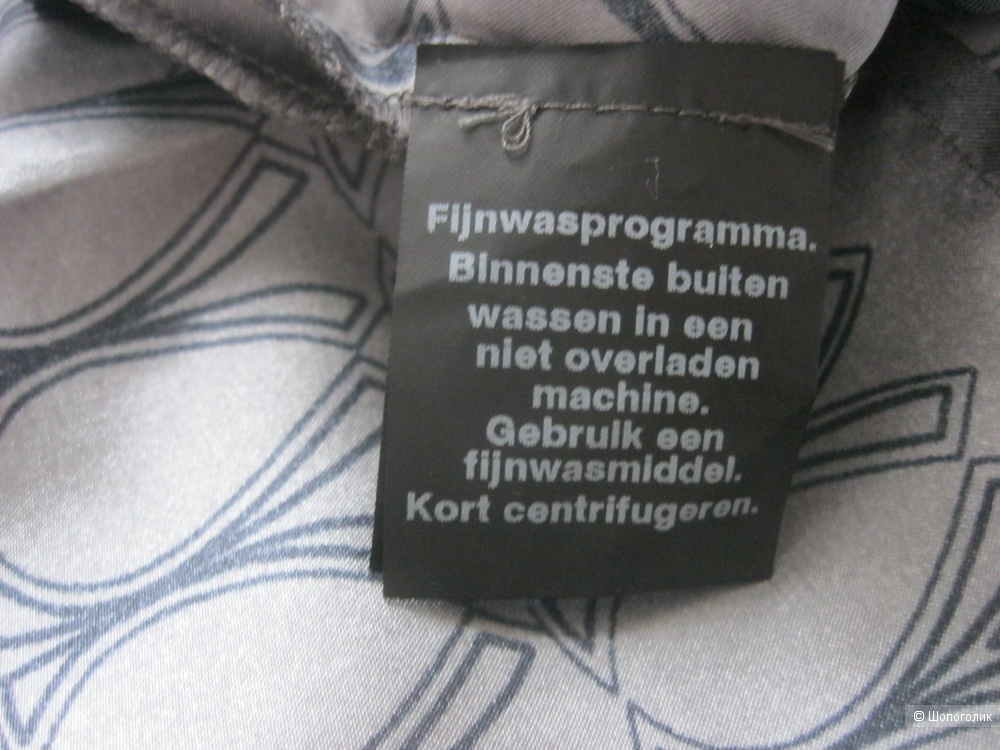 Fijnwasprogramma.
Binnenste buiten
wassen in een
niet overladen
machine.
Gebruik een
fijnwasmiddel.
Kort centrifugeren.
© Шопоголик